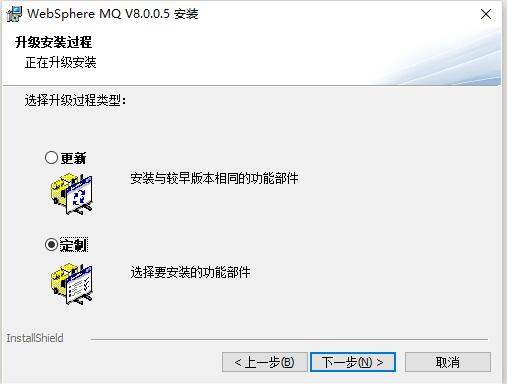 WebSphere MQ V8.0.0.5 安装
升级安装过程
正在升级安装
选择升级过程类型：
更新
安装与较早版本相同的功能部件
定制
选择要安装的功能部件
InstallShield
< 上一步(B) 下一步(N) > 取消